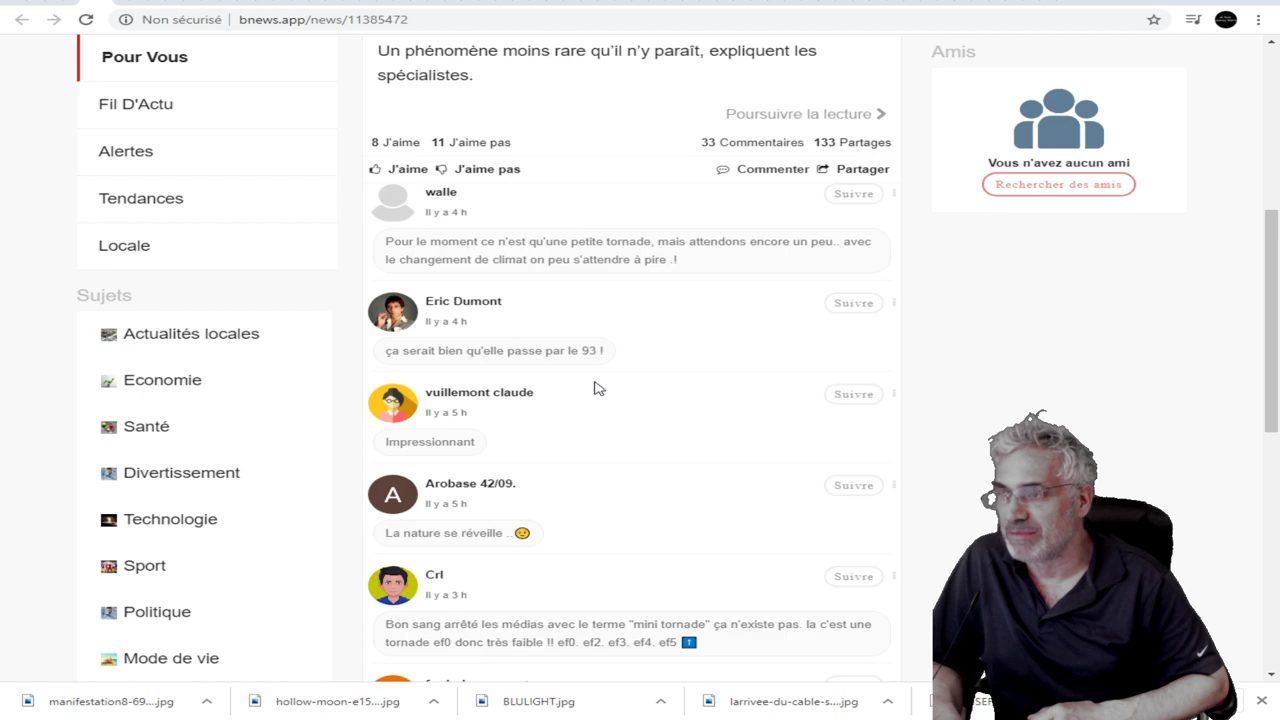 Non sécurisé | bnews.app/news/11385472
Pour Vous
Fil D'Actu
Alertes
Tendances
Locale
Sujets
Actualités locales
Economie
Santé
Divertissement
Technologie
Sport
Politique
Mode de vie
Un phénomène moins rare qu'il n'y paraît, expliquent les
spécialistes.
Poursuivre la lecture
8 J'aime 11 J'aime pas 33 Commentaires 133 Partages
J'aime J'aime pas Commenter Partager
walle Suivre
Il y a 4 h
Pour le moment ce n'est qu'une petite tornade, mais attendons encore un peu.. avec
le changement de climat on peu s'attendre à pire .!
Eric Dumont Suivre
Il y a 4 h
ça serait bien qu'elle passe par le 93 !
vuillemont claude Suivre
Il y a 5 h
Impressionnant
A Arobase 42/09. Suivre
Il y a 5 h
La nature se réveille ..😟
Crl Suivre
Il y a 3 h
Bon sang arrêté les médias avec le terme "mini tornade" ça n'existe pas. la c'est une
tornade ef0 donc très faible !! ef0. ef2. ef3. ef4. ef5 ⬆
Amis
Vous n'avez aucun ami
Rechercher des amis
manifestation8-69....jpg
hollow-moon-e15....jpg
BLULIGHT.jpg
larrivee-du-cable-s....jpg